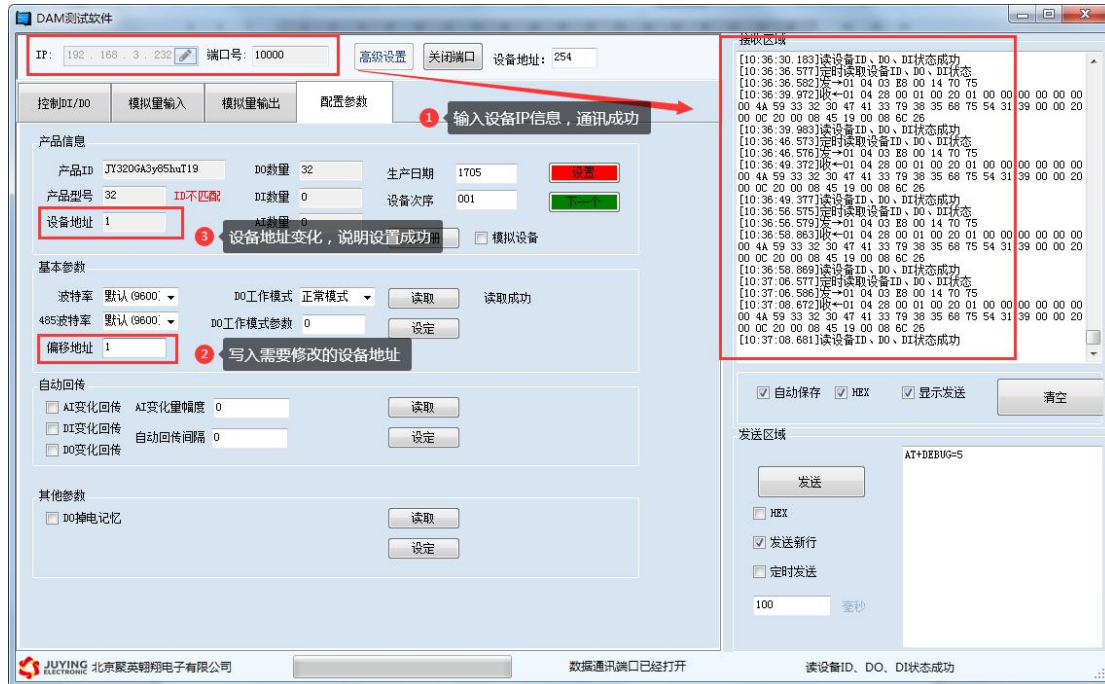 DAM测试软件
IP: 192 . 168 . 3 . 232 端口号: 10000 高级设置 关闭端口 设备地址: 254
控制DI/DO 模拟里输入 模拟里输出 配置参数
1 输入设备IP信息，通讯成功
产品信息
产品ID JY320GA3y85huT19 DO数量 32 生产日期 1705 设置
产品型号 32 ID不匹配 DI数量 0 设备次序 001 下一个
设备地址 1 AI数量 0
3 设备地址变化，说明设置成功 册 模拟设备
基本参数
波特率 默认(9600) DO工作模式 正常模式 读取 读取成功
485波特率 默认(9600) DO工作模式参数 0 设定
偏移地址 1
2 写入需要修改的设备地址
自动回传
AI变化回传 AI变化量幅度 0 读取
DI变化回传 自动回传间隔 0 设定
DO变化回传
其他参数
DO掉电记忆 读取
设定
接收区域
[10:36:30.183]读设备ID、DO、DI状态成功
[10:36:36.577]定时读取设备ID、DO、DI状态
[10:36:36.582]发→01 04 03 E8 00 14 70 75
[10:36:39.972]收←01 04 28 00 01 00 20 01 00 00 00 00 00 00
00 4A 59 33 32 30 47 41 33 79 38 35 68 75 54 31 39 00 00 20
00 0C 20 00 08 45 19 00 08 6C 26
[10:36:39.983]读设备ID、DO、DI状态成功
[10:36:46.573]定时读取设备ID、DO、DI状态
[10:36:46.576]发→01 04 03 E8 00 14 70 75
[10:36:49.372]收←01 04 28 00 01 00 20 01 00 00 00 00 00 00
00 4A 59 33 32 30 47 41 33 79 38 35 68 75 54 31 39 00 00 20
00 0C 20 00 08 45 19 00 08 6C 26
[10:36:49.377]读设备ID、DO、DI状态成功
[10:36:56.575]定时读取设备ID、DO、DI状态
[10:36:56.579]发→01 04 03 E8 00 14 70 75
[10:36:58.863]收←01 04 28 00 01 00 20 01 00 00 00 00 00 00
00 4A 59 33 32 30 47 41 33 79 38 35 68 75 54 31 39 00 00 20
00 0C 20 00 08 45 19 00 08 6C 26
[10:36:58.869]读设备ID、DO、DI状态成功
[10:37:06.577]定时读取设备ID、DO、DI状态
[10:37:06.586]发→01 04 03 E8 00 14 70 75
[10:37:08.672]收←01 04 28 00 01 00 20 01 00 00 00 00 00 00
00 4A 59 33 32 30 47 41 33 79 38 35 68 75 54 31 39 00 00 20
00 0C 20 00 08 45 19 00 08 6C 26
[10:37:08.681]读设备ID、DO、DI状态成功
自动保存 HEX 显示发送 清空
发送区域
AT+DEBUG=5
发送
HEX
发送新行
定时发送
100 毫秒
JUYING ELECTRONIC 北京聚英翱翔电子有限公司 数据通讯端口已经打开 读设备ID、DO、DI状态成功